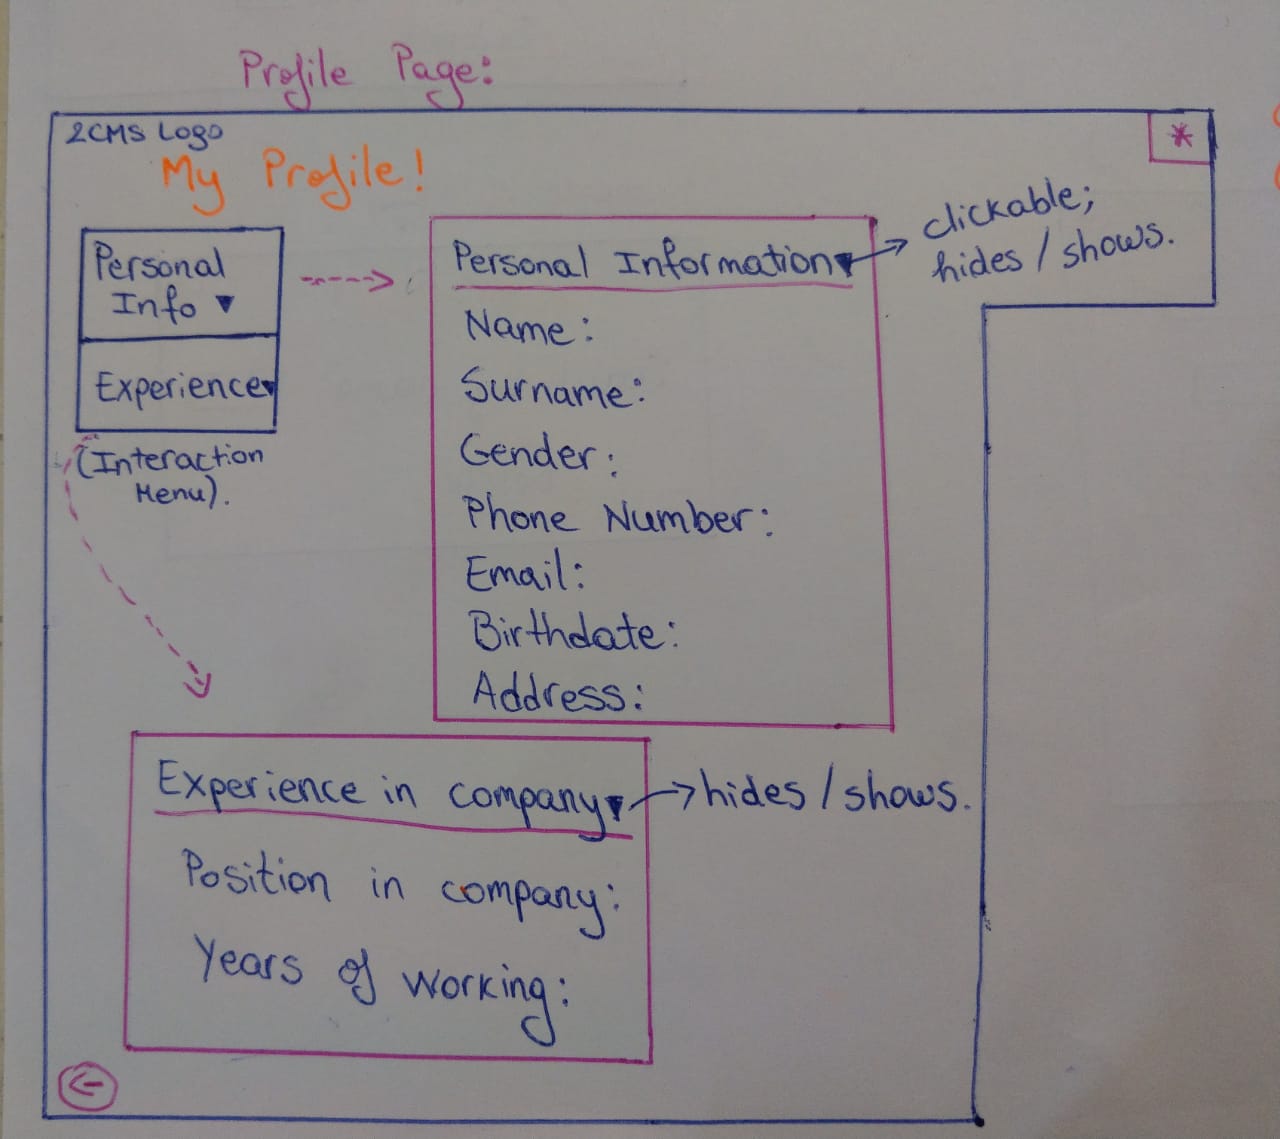 Profile Page:
2CMS Logo
*
My Profile!
Personal
Info ▼
Experience▼
(Interaction
Menu).
Personal Information▼
clickable;
hides / shows.
Name:
Surname:
Gender:
Phone Number:
Email:
Birthdate:
Address:
Experience in company▼
hides / shows.
Position in company:
Years of working: